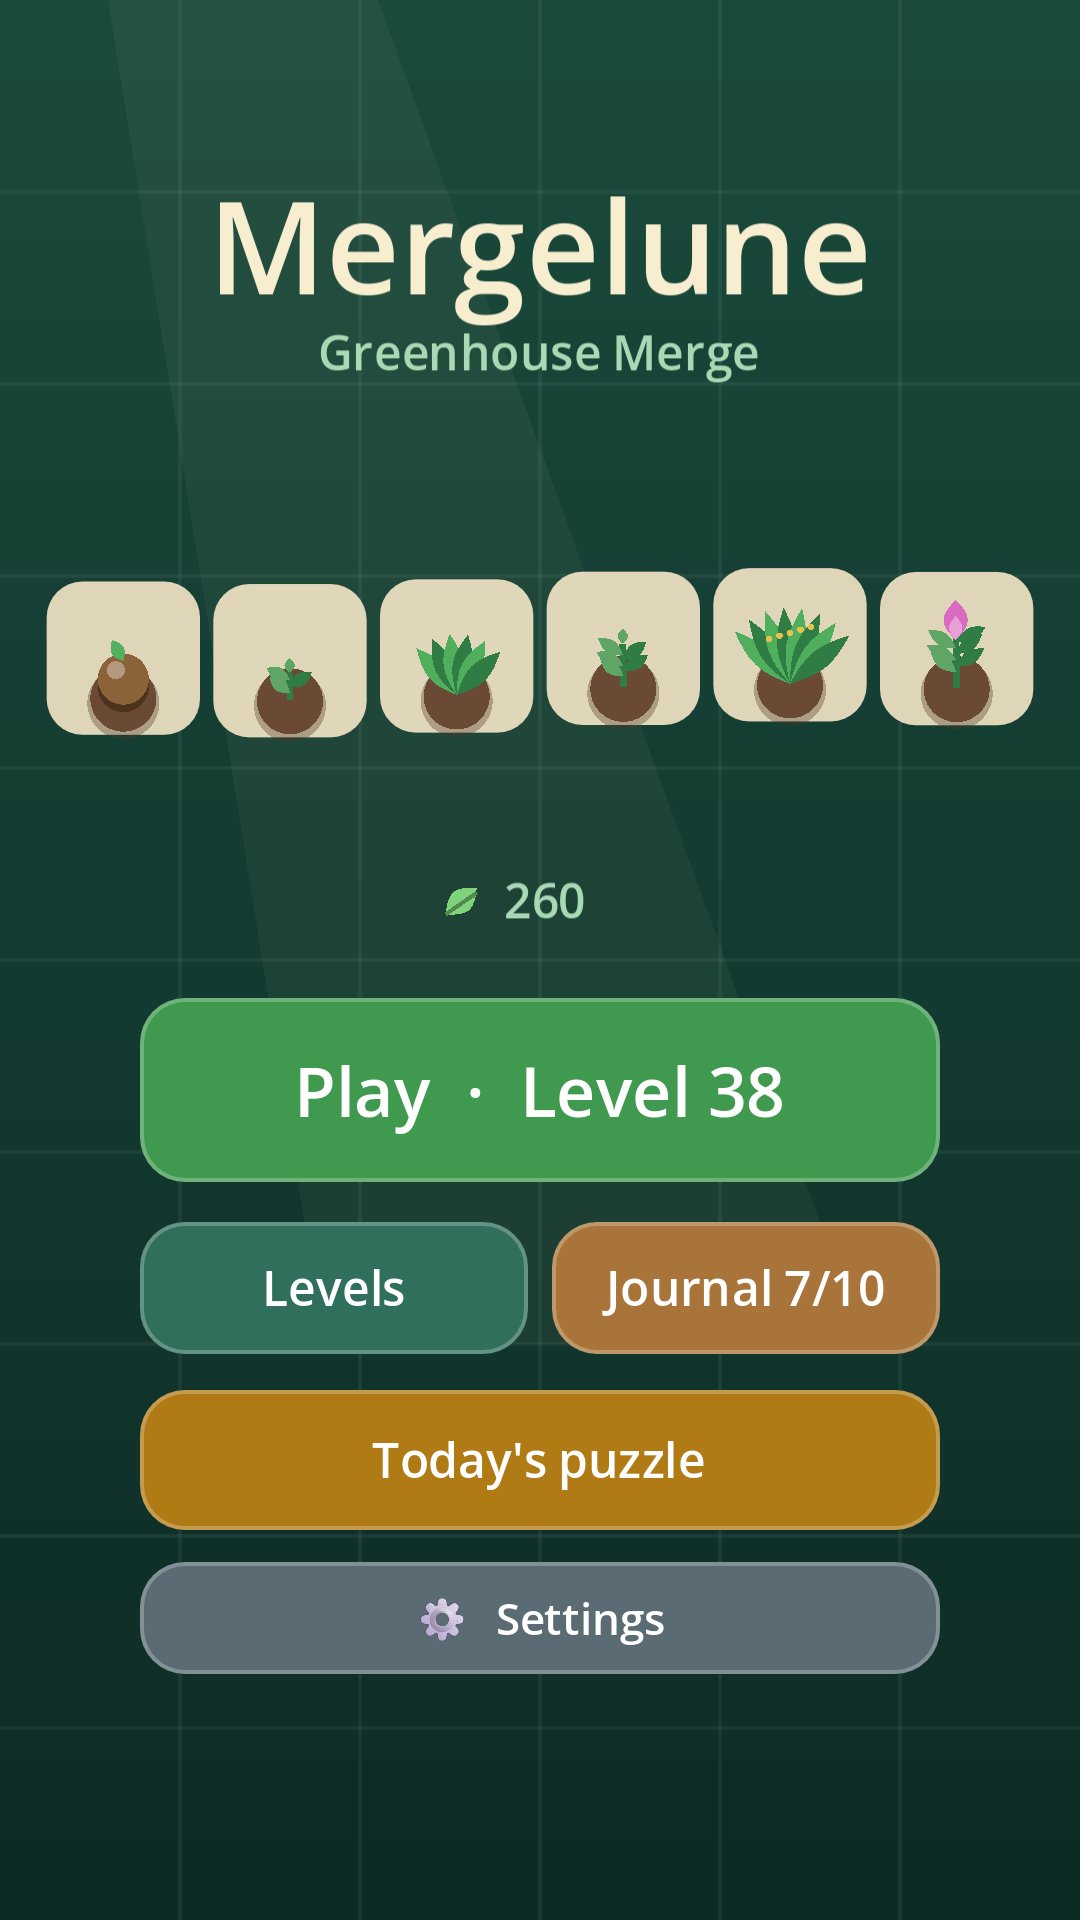 Mergelune
Greenhouse Merge
260
Play · Level 38
Levels
Journal 7/10
Today's puzzle
Settings